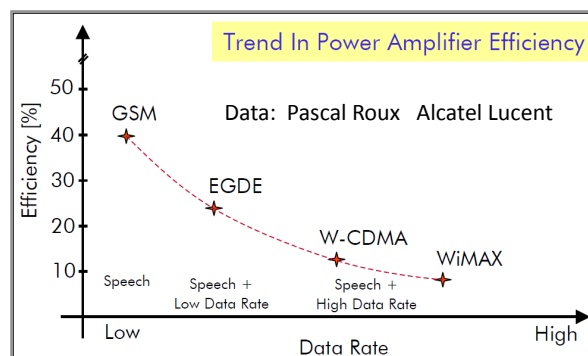 Trend In Power Amplifier Efficiency
Data: Pascal Roux Alcatel Lucent
Efficiency [%]
50
40
30
20
10
GSM
EGDE
W-CDMA
WiMAX
Speech
Speech +
Low Data Rate
Speech +
High Data Rate
Low
High
Data Rate